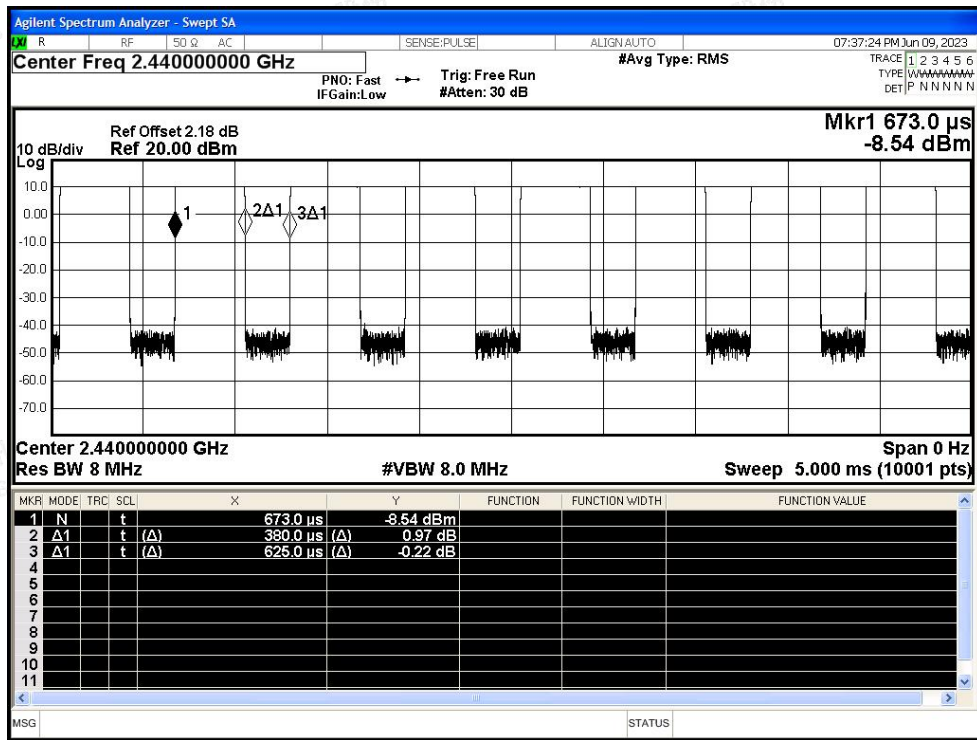 Agilent Spectrum Analyzer - Swept SA
LXI R RF 50 Ω AC SENSE:PULSE ALIGN AUTO 07:37:24 PM Jun 09, 2023
Center Freq 2.440000000 GHz #Avg Type: RMS TRACE 1 2 3 4 5 6
PNO: Fast Trig: Free Run TYPE WWWWWW
IFGain:Low #Atten: 30 dB DET P N N N N N
Mkr1 673.0 µs
-8.54 dBm
Ref Offset 2.18 dB
10 dB/div Ref 20.00 dBm
Log
10.0
0.00
1 2Δ1 3Δ1
-10.0
-20.0
-30.0
-40.0
-50.0
-60.0
-70.0
Center 2.440000000 GHz Span 0 Hz
Res BW 8 MHz #VBW 8.0 MHz Sweep 5.000 ms (10001 pts)
MKR MODE TRC SCL X Y FUNCTION FUNCTION WIDTH FUNCTION VALUE
1 N t 673.0 µs -8.54 dBm
2 Δ1 t (Δ) 380.0 µs (Δ) 0.97 dB
3 Δ1 t (Δ) 625.0 µs (Δ) -0.22 dB
4
5
6
7
8
9
10
11
MSG STATUS